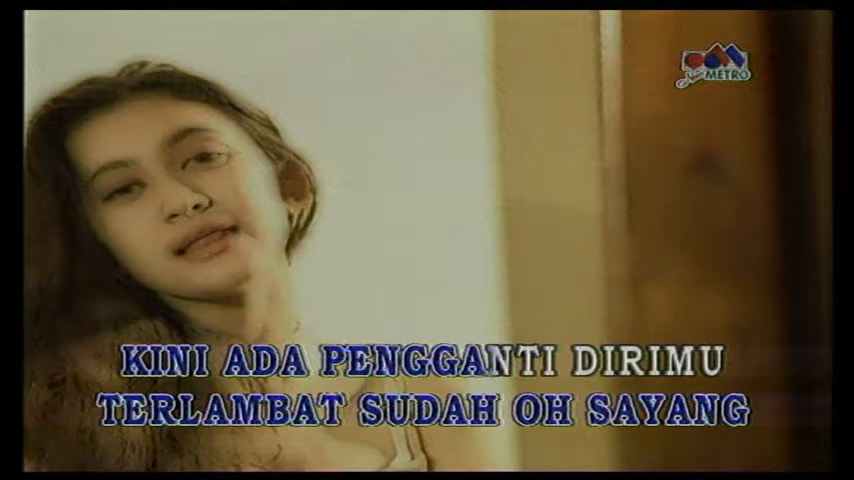 METRO
KINI ADA PENGGANTI DIRIMU
TERLAMBAT SUDAH OH SAYANG